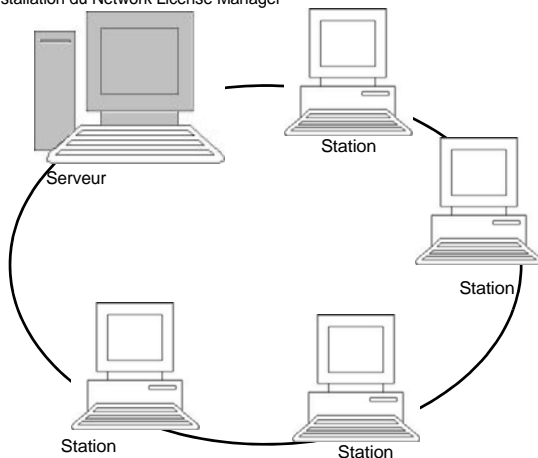 stallation du Network License Manager
Station
Serveur
Station
Station
Station